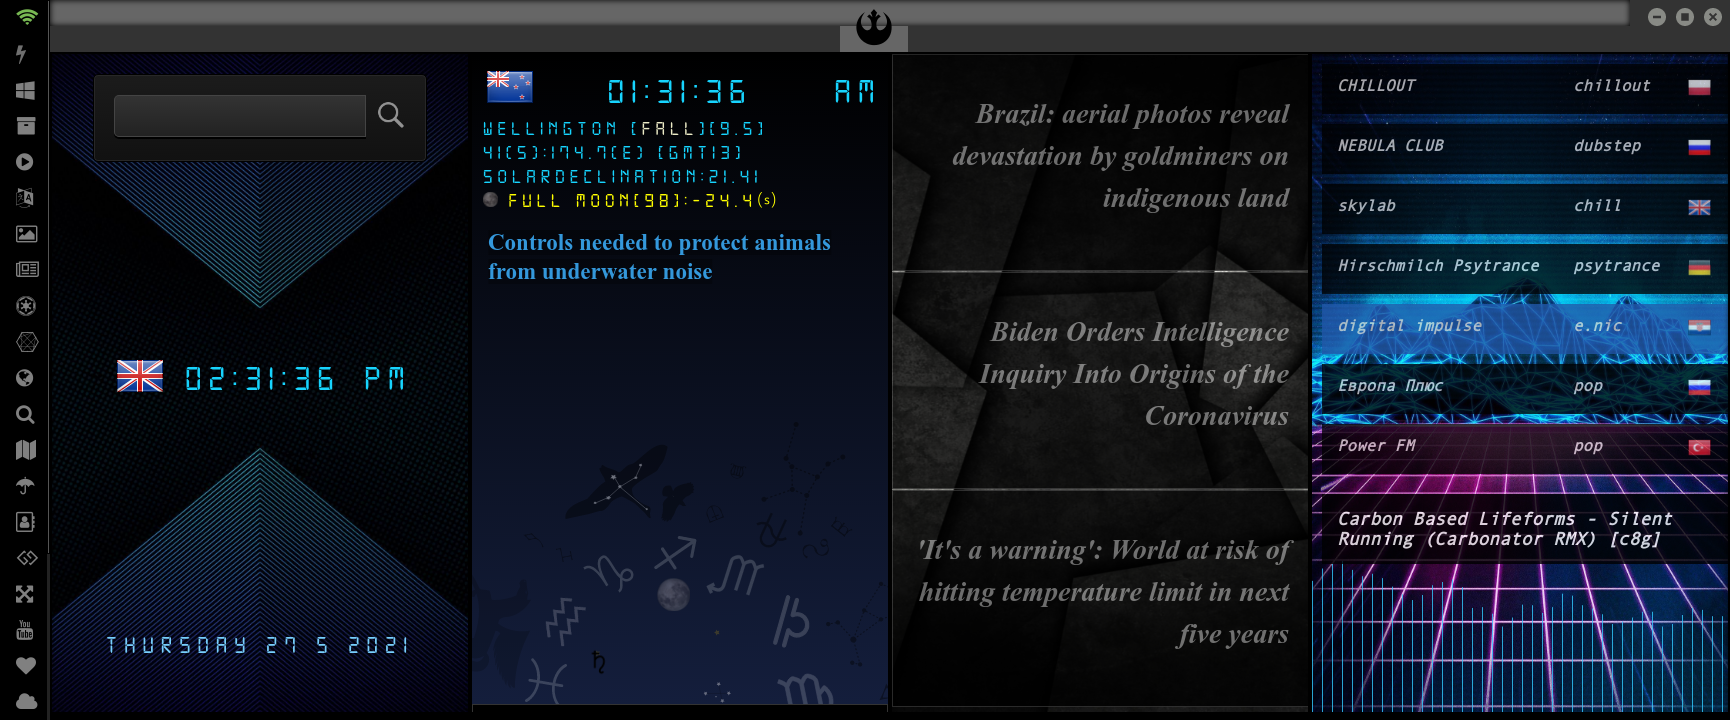 02:31:36 PM
THURSDAY 27 5 2021
01:31:36 AM
WELLINGTON [FALL][9.5]
41(S):174.7(E) [GMT13]
SOLARDECLINATION:21.41
FULL MOON[98]:-24.4(s)
Controls needed to protect animals
from underwater noise
Brazil: aerial photos reveal
devastation by goldminers on
indigenous land
Biden Orders Intelligence
Inquiry Into Origins of the
Coronavirus
'It's a warning': World at risk of
hitting temperature limit in next
five years
CHILLOUT chillout
NEBULA CLUB dubstep
skylab chill
Hirschmilch Psytrance psytrance
digital impulse e.nic
Европа Плюс pop
Power FM pop
Carbon Based Lifeforms - Silent
Running (Carbonator RMX) [c8g]
You
Tube